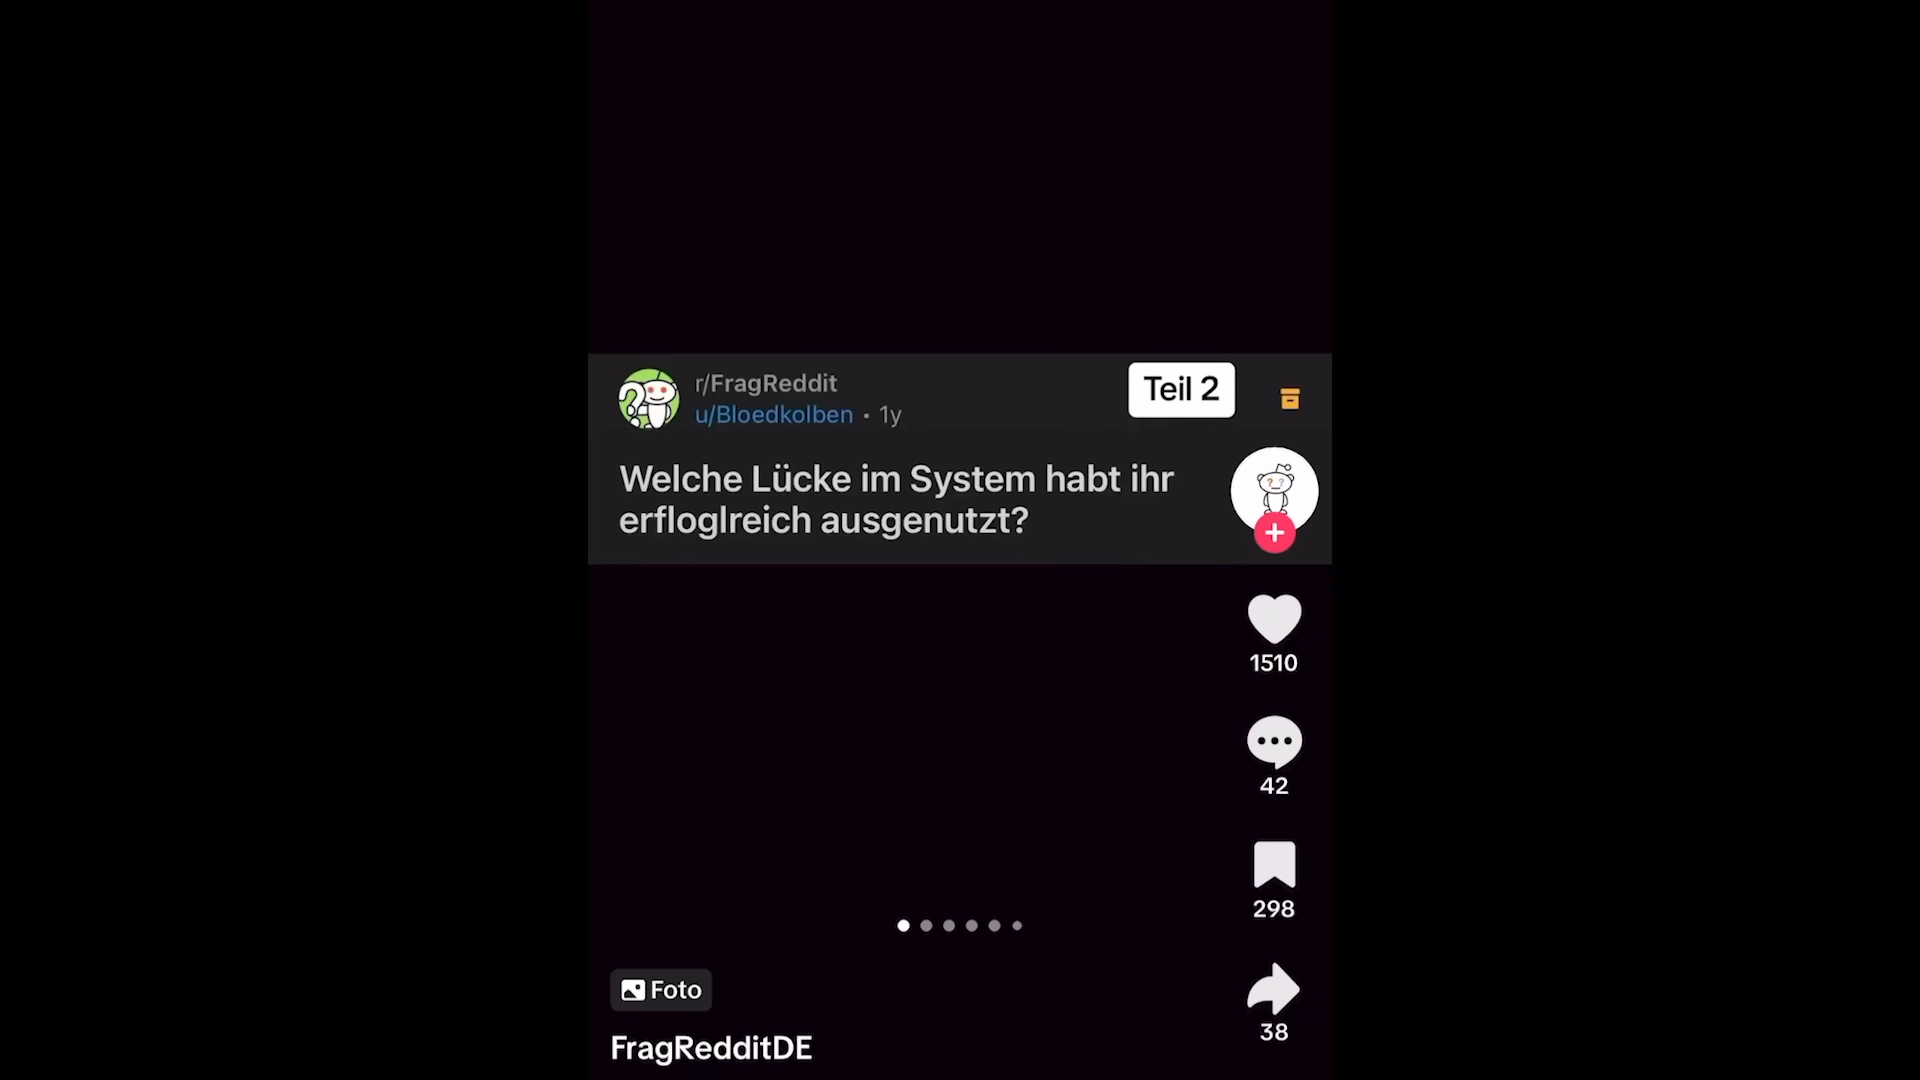 r/FragReddit
u/Bloedkolben • 1y
Teil 2
Welche Lücke im System habt ihr
erfloglreich ausgenutzt?
1510
42
298
38
Foto
FragRedditDE